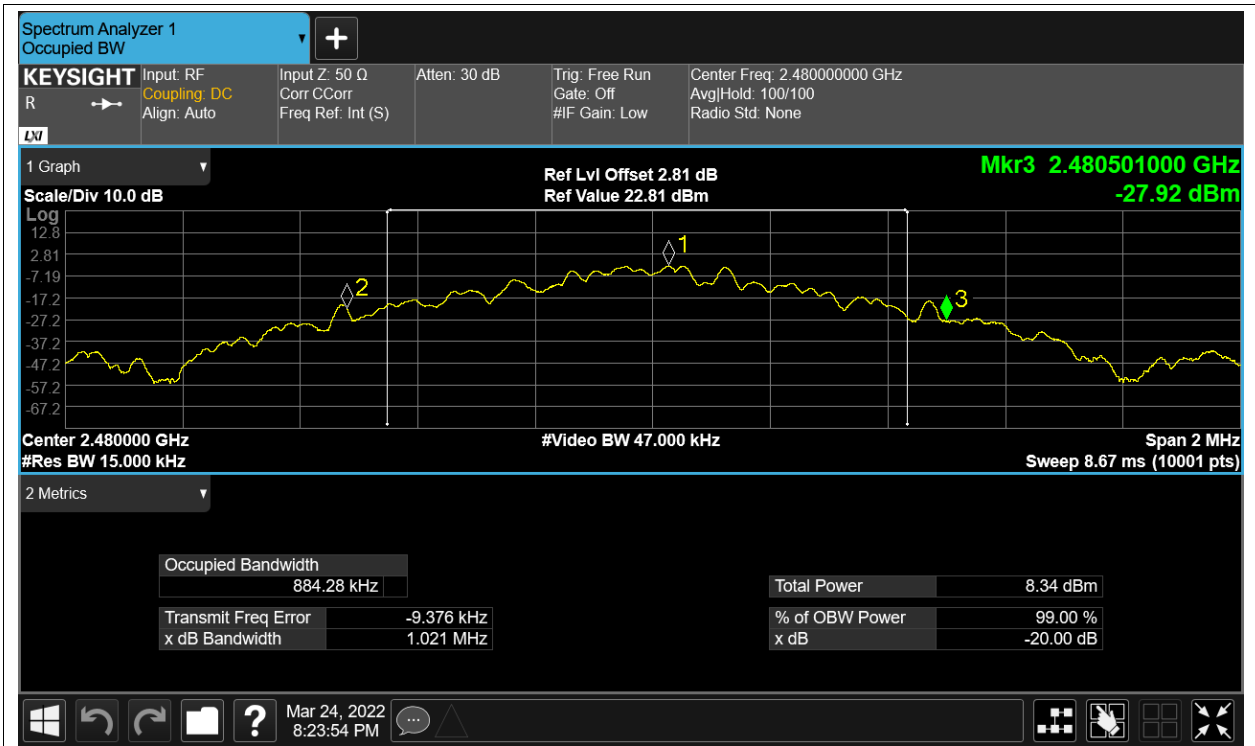 Spectrum Analyzer 1
Occupied BW
KEYSIGHT
R
LXI
Input: RF
Coupling: DC
Align: Auto
Input Z: 50 Ω
Corr CCorr
Freq Ref: Int (S)
Atten: 30 dB
Trig: Free Run
Gate: Off
#IF Gain: Low
Center Freq: 2.480000000 GHz
Avg|Hold: 100/100
Radio Std: None
1 Graph
Scale/Div 10.0 dB
Ref Lvl Offset 2.81 dB
Ref Value 22.81 dBm
Mkr3 2.480501000 GHz
-27.92 dBm
Log
12.8
2.81
-7.19
-17.2
-27.2
-37.2
-47.2
-57.2
-67.2
1
2
3
Center 2.480000 GHz
#Res BW 15.000 kHz
#Video BW 47.000 kHz
Span 2 MHz
Sweep 8.67 ms (10001 pts)
2 Metrics
Occupied Bandwidth
884.28 kHz
Transmit Freq Error -9.376 kHz
x dB Bandwidth 1.021 MHz
Total Power 8.34 dBm
% of OBW Power 99.00 %
x dB -20.00 dB
?
Mar 24, 2022
8:23:54 PM